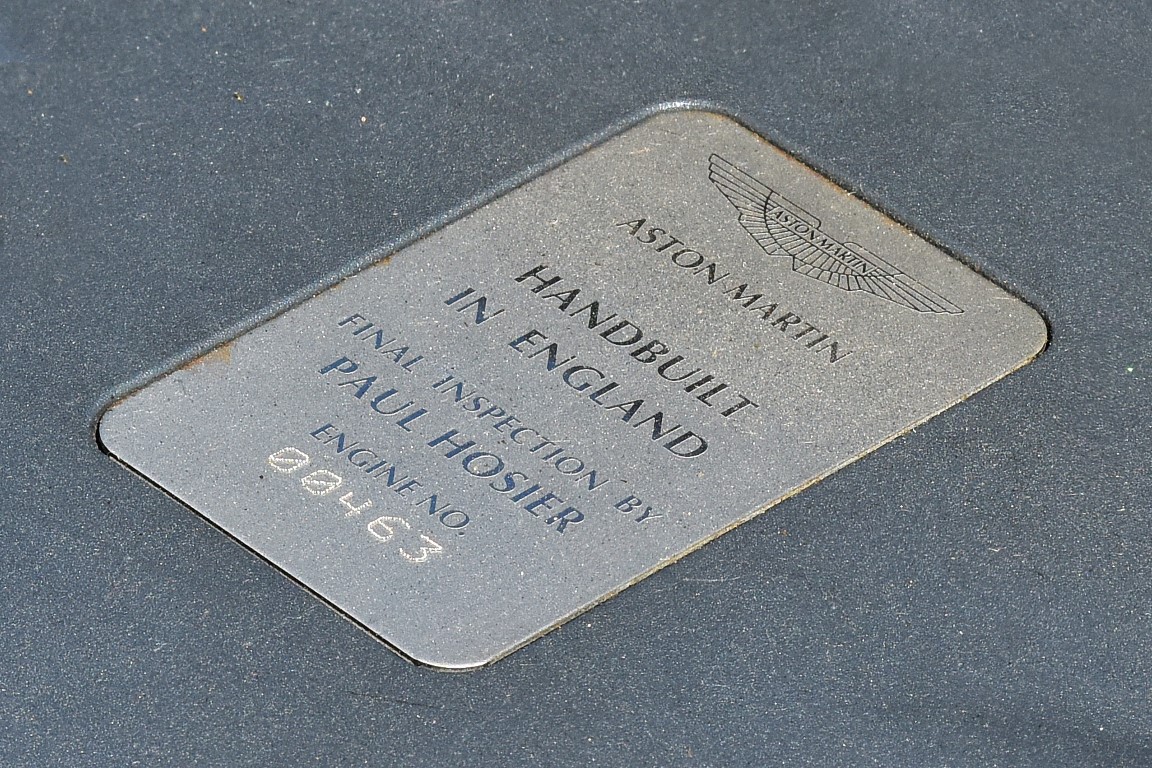 ASTON MARTIN
ASTON MARTIN
HANDBUILT
IN ENGLAND
FINAL INSPECTION BY
PAUL HOSIER
ENGINE NO.
00463